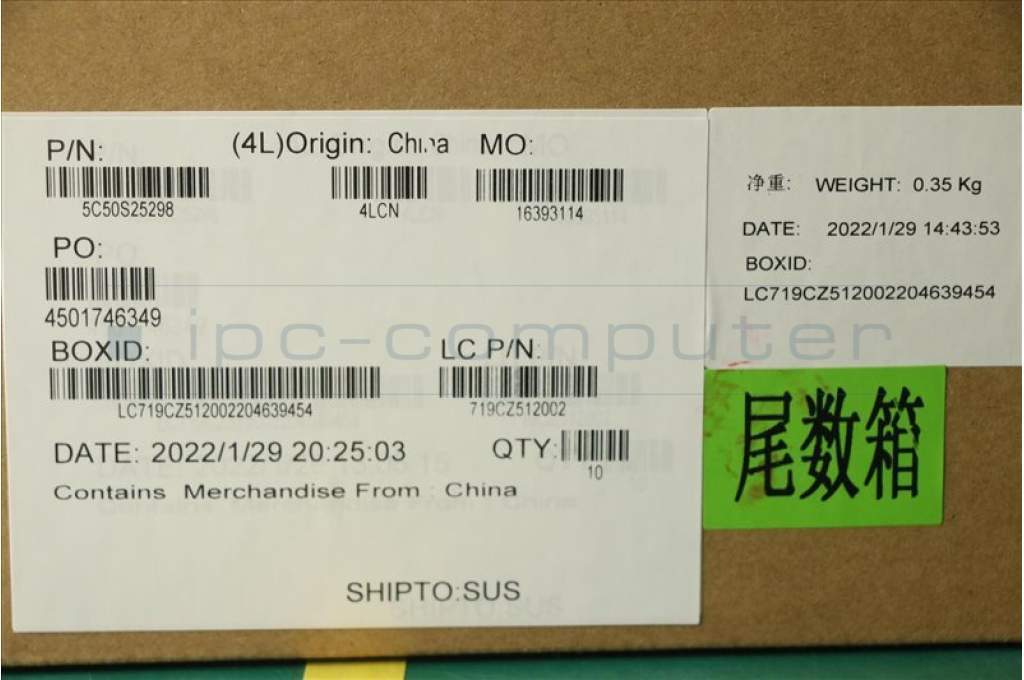 P/N: (4L)Origin: China MO:
5C50S25298 4LCN 16393114
PO:
4501746349
BOXID: LC P/N:
LC719CZ512002204639454 719CZ512002
DATE: 2022/1/29 20:25:03 QTY:
10
Contains Merchandise From China
SHIPTO:SUS
净重: WEIGHT: 0.35 Kg
DATE: 2022/1/29 14:43:53
BOXID:
LC719CZ512002204639454
尾数箱
ipc-computer